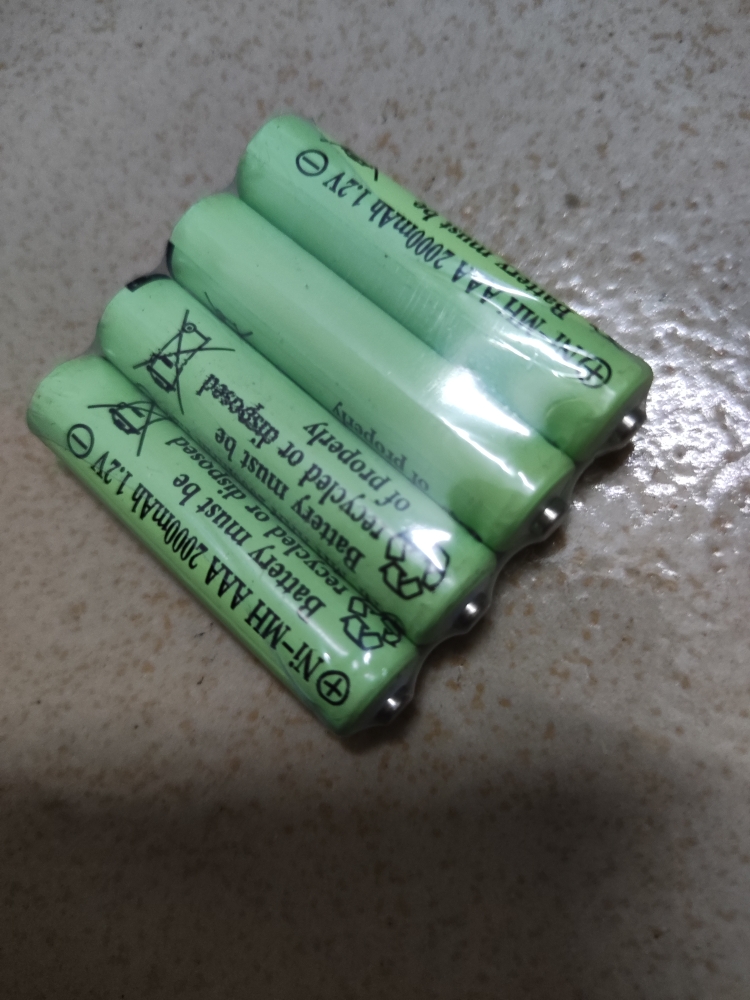 Ni-MH AAA 2000mAh 1.2V
Battery must be
Battery must be
recycled or disposed
of properly
of properly
Ni-MH AAA 2000mAh 1.2V
Battery must be
recycled or disposed